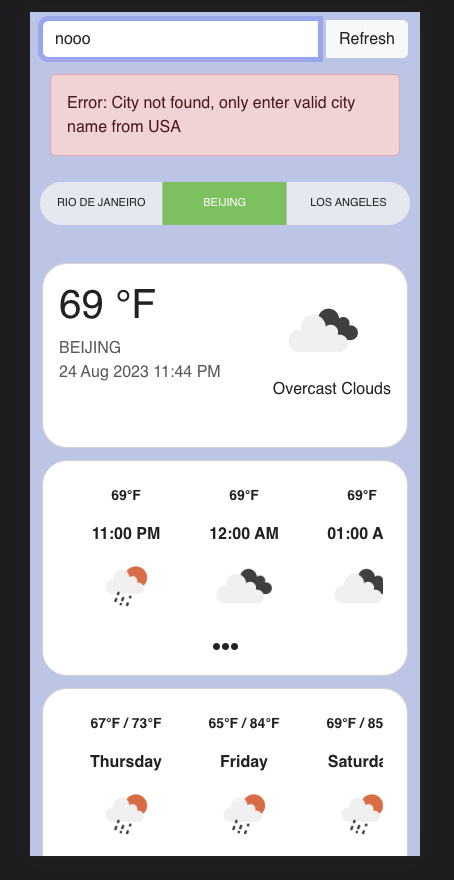 nooo
Refresh
Error: City not found, only enter valid city
name from USA
RIO DE JANEIRO
BEIJING
LOS ANGELES
69 °F
BEIJING
24 Aug 2023 11:44 PM
Overcast Clouds
69°F 69°F 69°F
11:00 PM 12:00 AM 01:00 A
67°F / 73°F 65°F / 84°F 69°F / 85
Thursday Friday Saturda